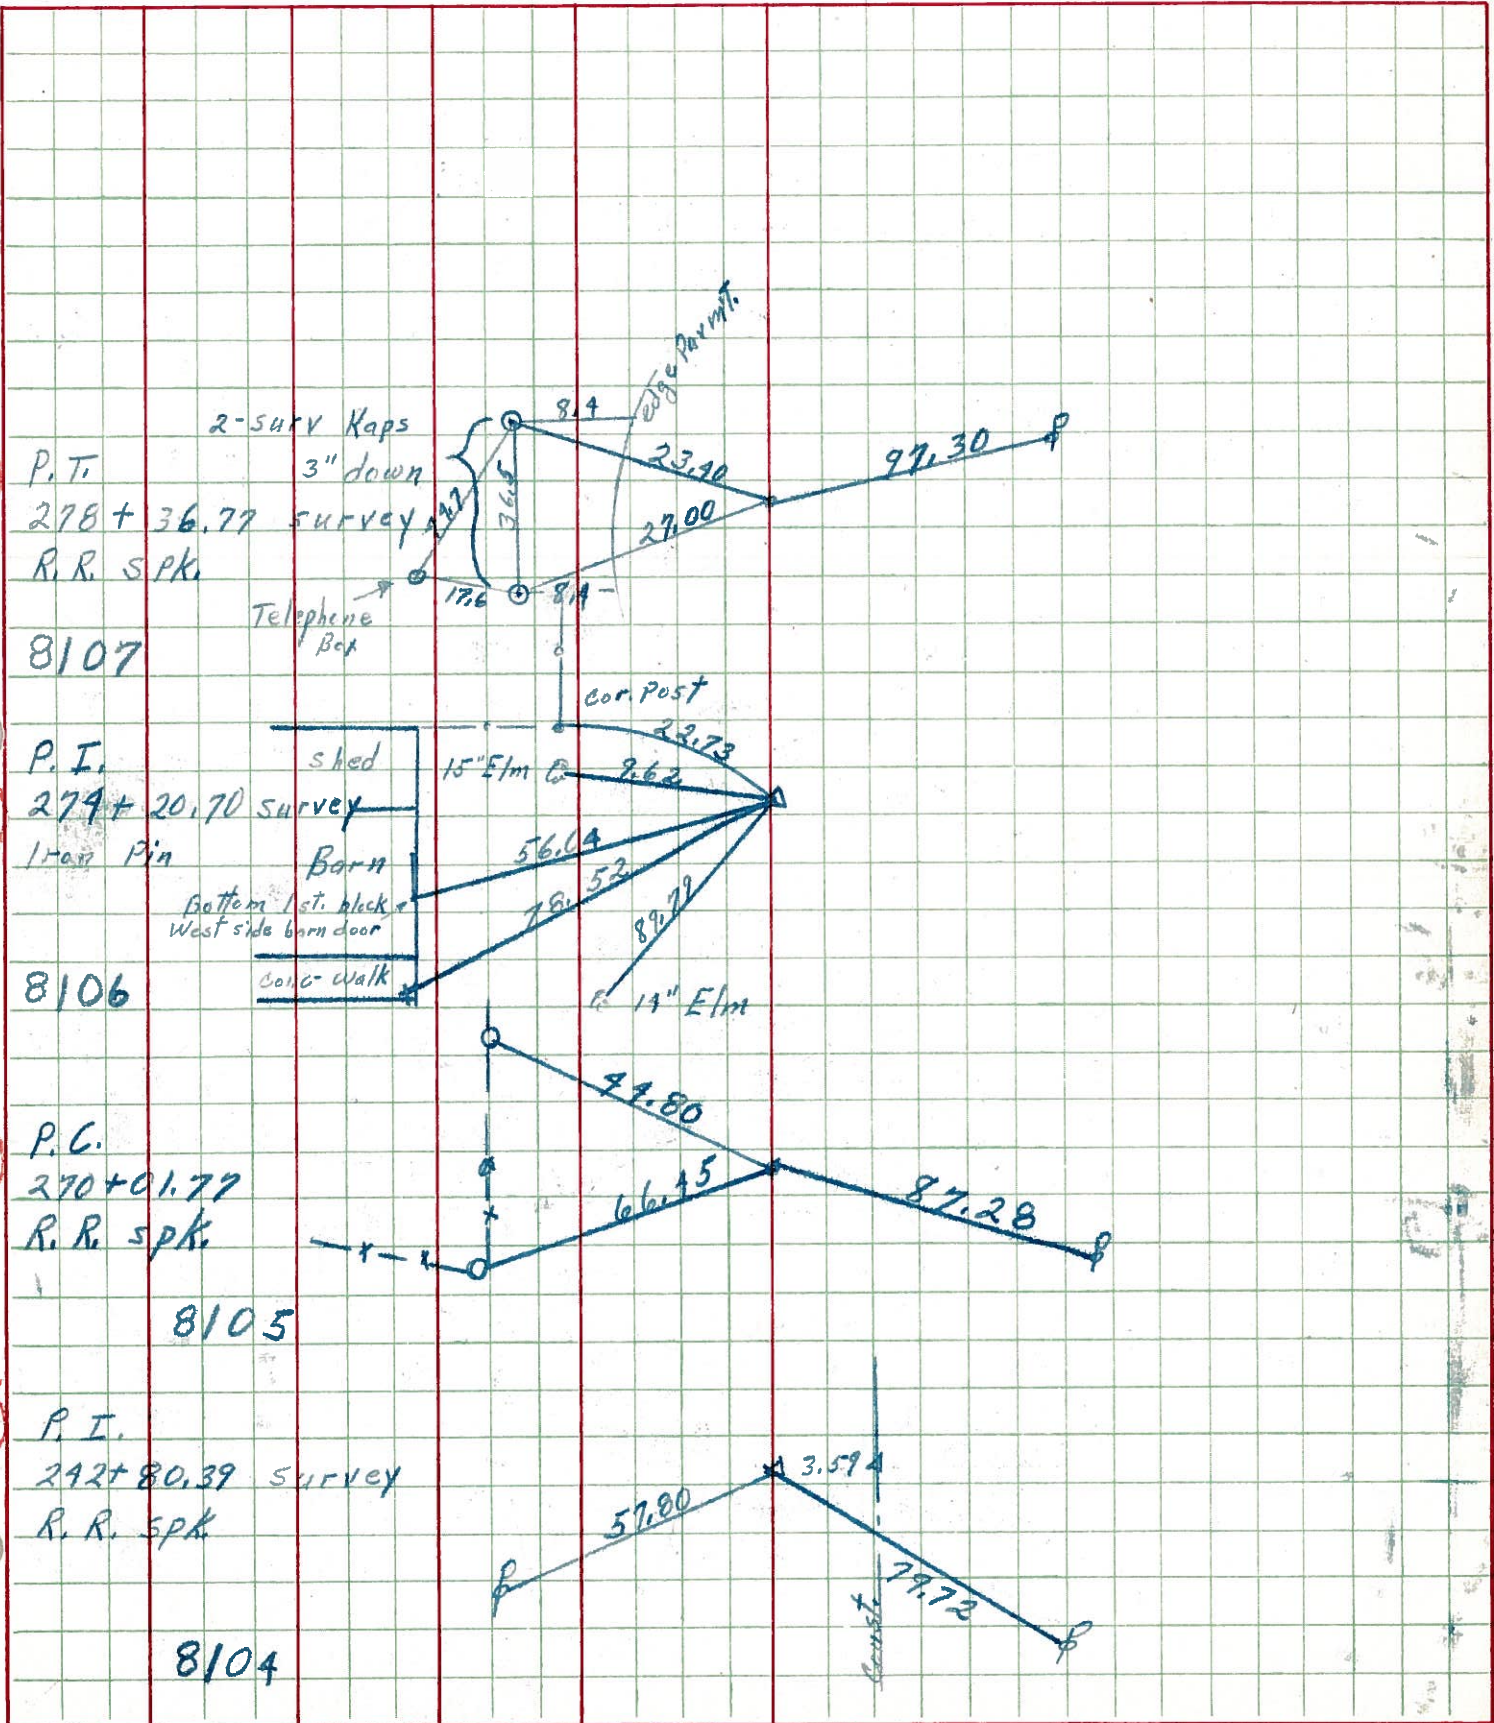 edge Pavm't.
2-surv Kaps
3" down
P.T.
278 + 36.77 survey
R.R. spk.
8.4
23.40
97.30
36.5
27.00
17.6
8.4
Telephone
Box
8107
cor. Post
22.73
P.I.
274 + 20.70 survey
Iron Pin
shed
15" Elm
9.62
Barn
56.64
Bottom 1st. block
West side barn door
78.52
89.79
8106
conc- walk
14" Elm
44.80
P.C.
270+01.77
R.R. spk.
66.45
87.28
8105
P.I.
242+80.39 survey
R.R. spk.
3.59
57.80
79.72
Const.
8104